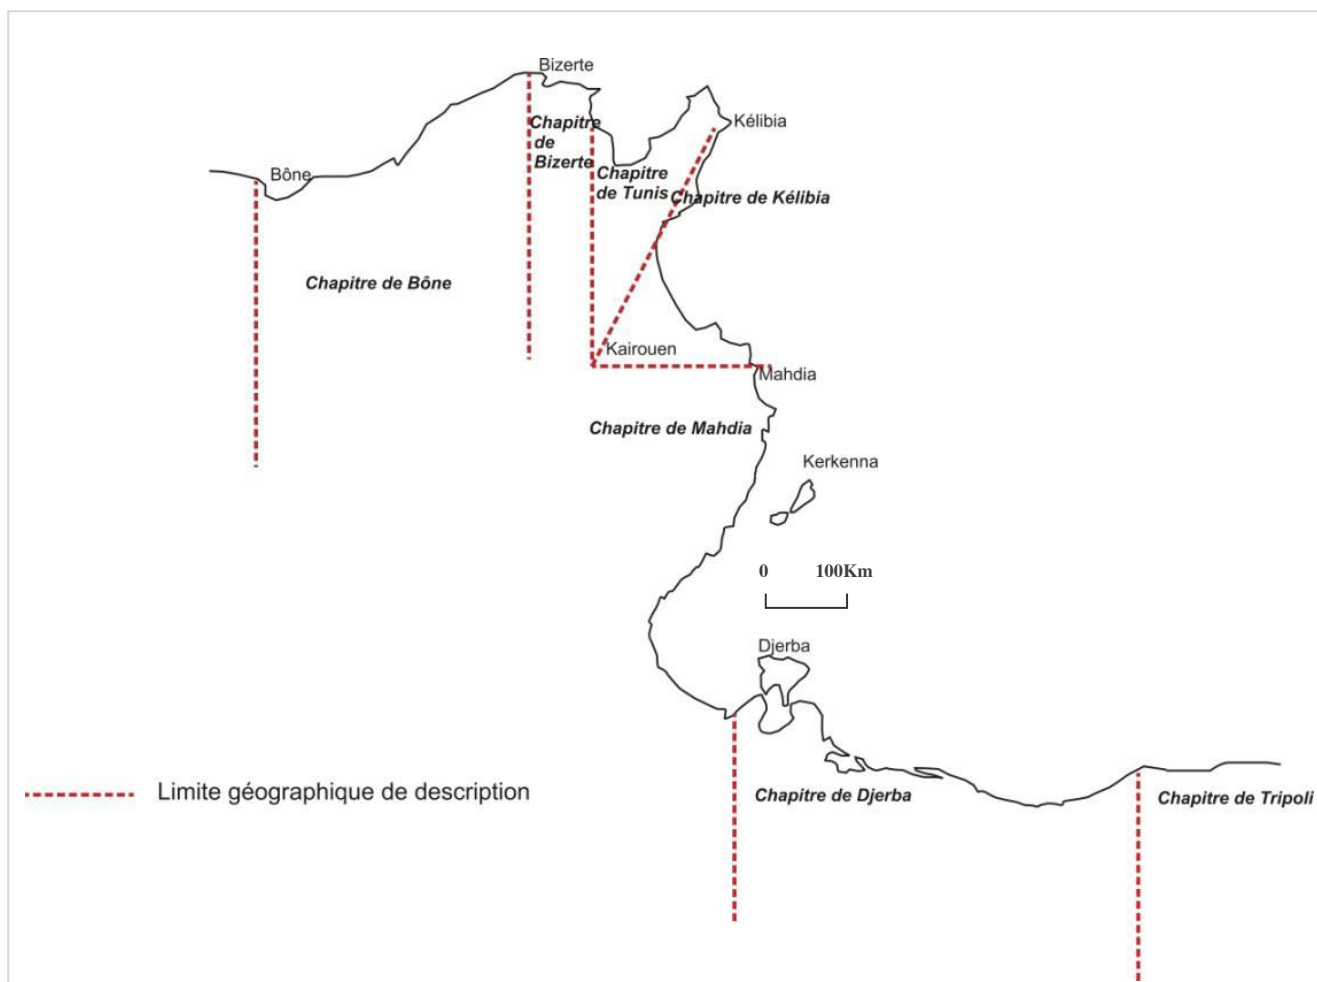 Bizerte
Kélibia
Chapitre
de
Bizerte
Bône
Chapitre
de Tunis
Chapitre de Kélibia
Chapitre de Bône
Kairouen
Mahdia
Chapitre de Mahdia
Kerkenna
0 100Km
Djerba
Limite géographique de description
Chapitre de Djerba
Chapitre de Tripoli